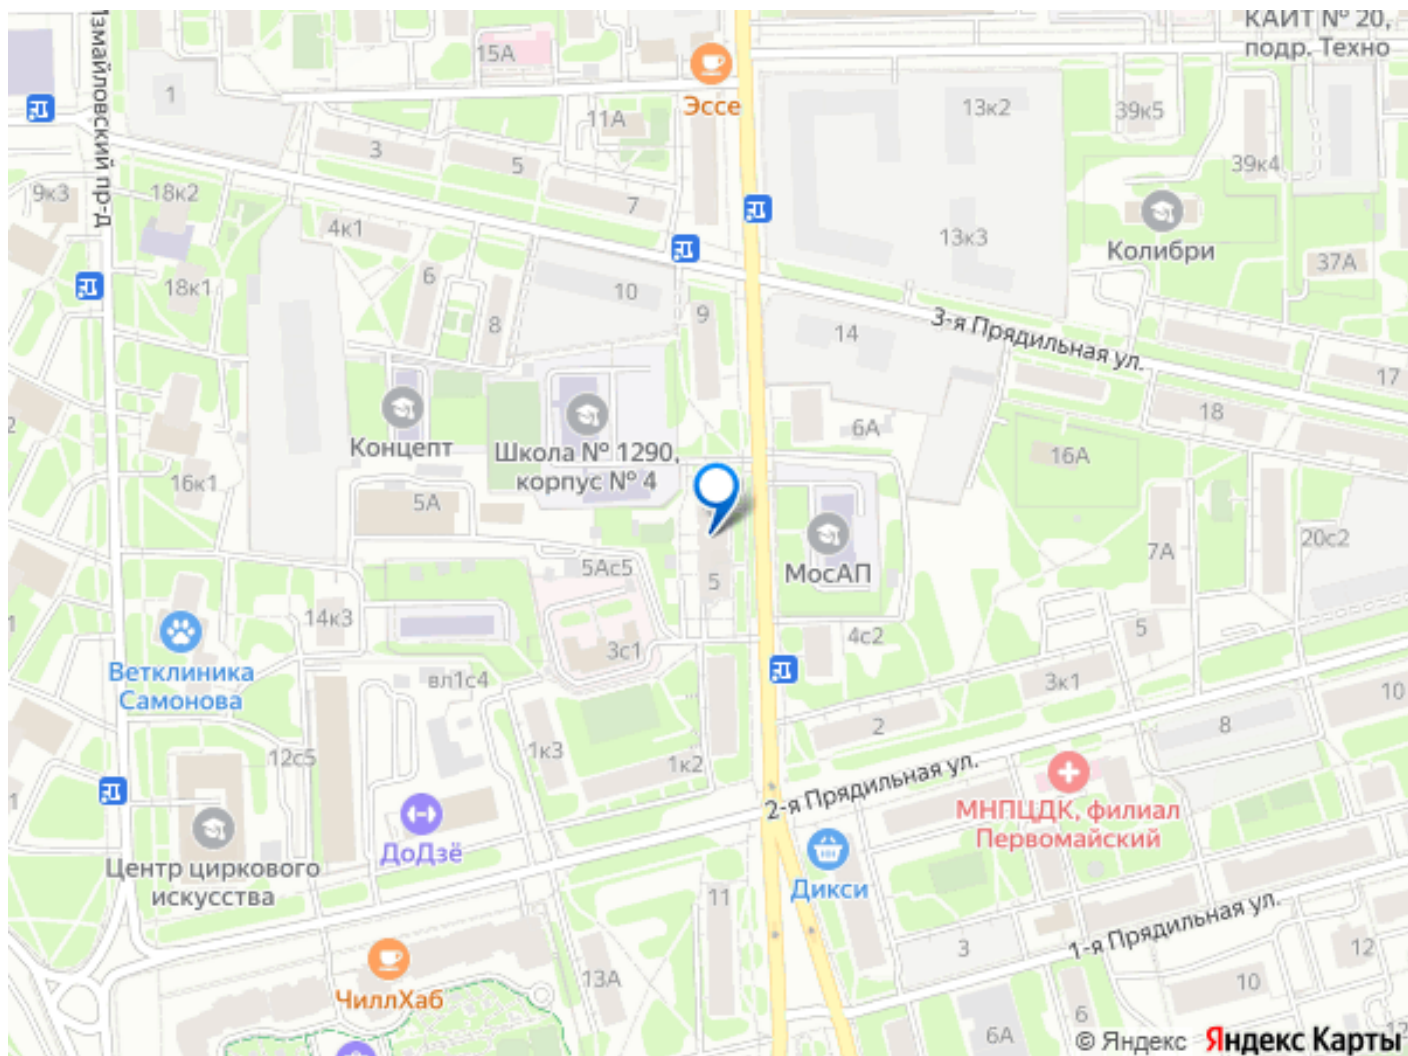 КАИТ № 20,
подр. Техно
15А
Эссе
1
13к2
39к5
11А
3
5
39к4
Измайловский пр-д
9к3
18к2
7
4к1
13к3
Колибри
37А
6
18к1
10
9
8
14
3-я Прядильная ул.
17
18
2
6А
Концепт
Школа № 1290,
корпус № 4
16А
16к1
5А
20с2
7А
МосАП
5Ас5
5
1
14к3
5
4с2
3с1
Ветклиника
Самонова
вл1с4
3к1
10
2
8
12с5
1к3
1к2
2-я Прядильная ул.
1
МНПЦДК, филиал
Первомайский
ДоДзё
Центр циркового
искусства
Дикси
11
1-я Прядильная ул.
3
12
13А
10
ЧиллХаб
6
6А
12
© Яндекс Яндекс Карты